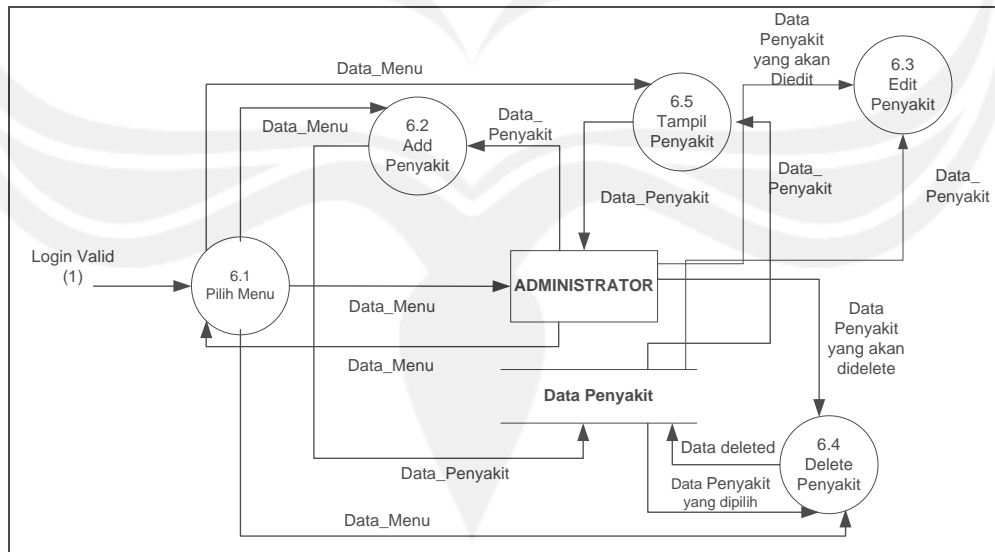 Data
Penyakit
yang akan
Diedit
6.3
Edit
Penyakit
Data_Menu
6.5
Tampil
Penyakit
Data_Menu
6.2
Add
Penyakit
Data_
Penyakit
Data_
Penyakit
Data_
Penyakit
Data_Penyakit
Login Valid
(1)
6.1
Pilih Menu
ADMINISTRATOR
Data_Menu
Data
Penyakit
yang akan
didelete
Data_Menu
Data Penyakit
Data deleted
6.4
Delete
Penyakit
Data_Penyakit
Data Penyakit
yang dipilih
Data_Menu